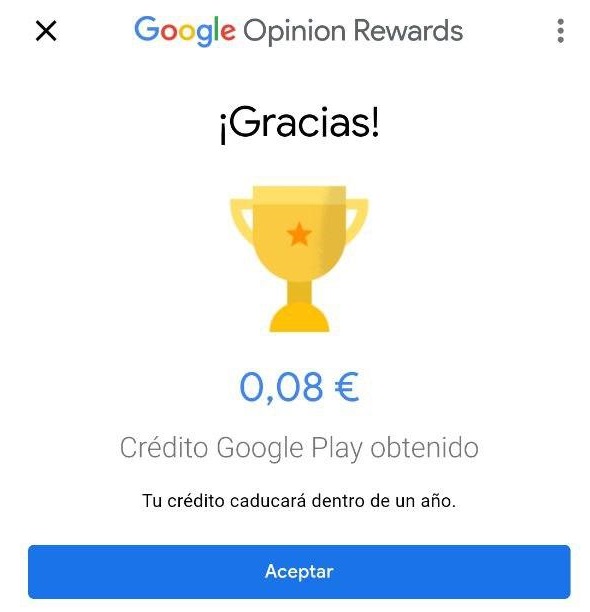 Google Opinion Rewards
¡Gracias!
0,08 €
Crédito Google Play obtenido
Tu crédito caducará dentro de un año.
Aceptar